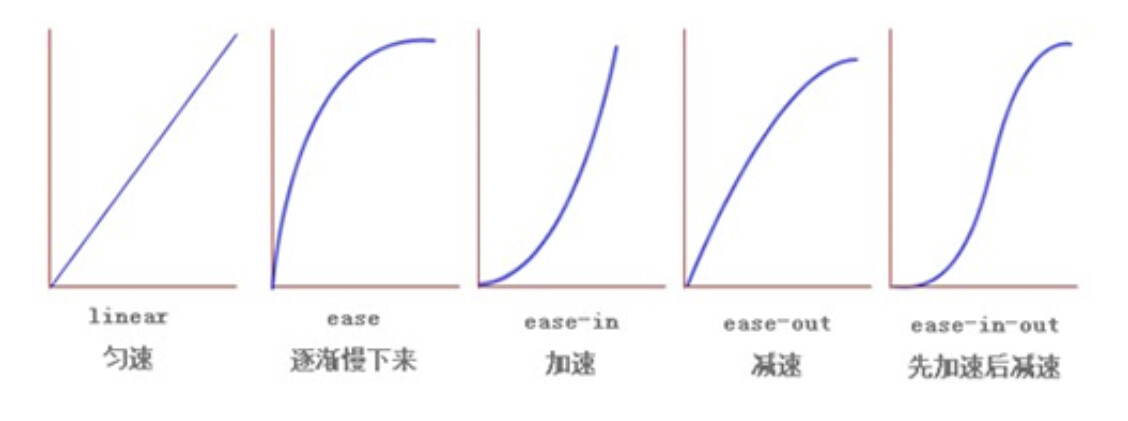 linear
匀速
ease
逐渐慢下来
ease-in
加速
ease-out
减速
ease-in-out
先加速后减速